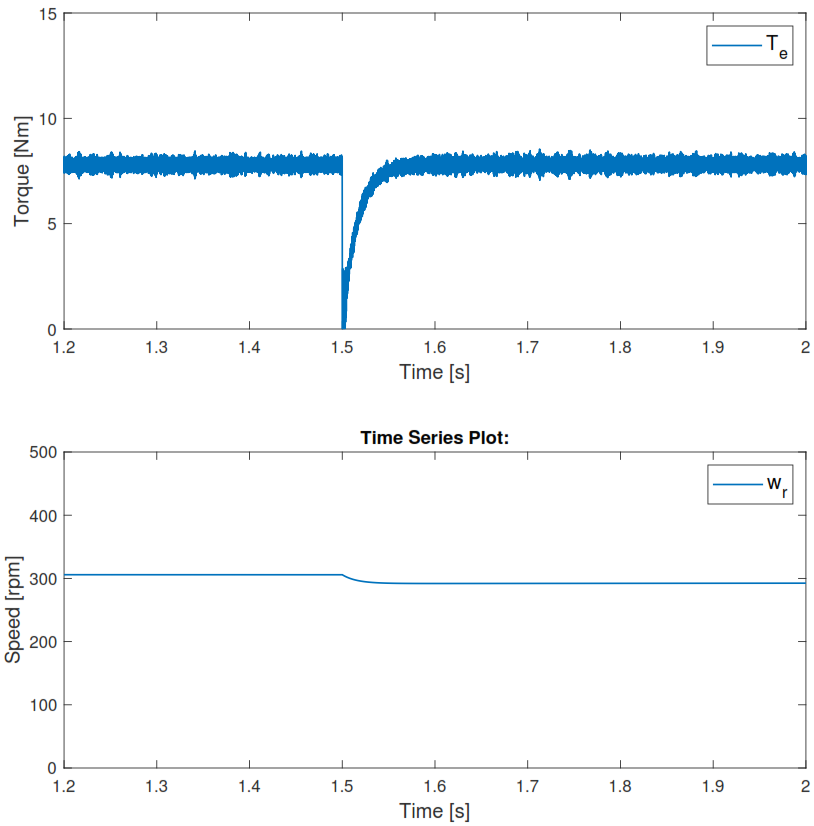 15
10
5
0
Torque [Nm]
T_e
1.2 1.3 1.4 1.5 1.6 1.7 1.8 1.9 2
Time [s]
Time Series Plot:
500
400
300
200
100
0
Speed [rpm]
w_r
1.2 1.3 1.4 1.5 1.6 1.7 1.8 1.9 2
Time [s]